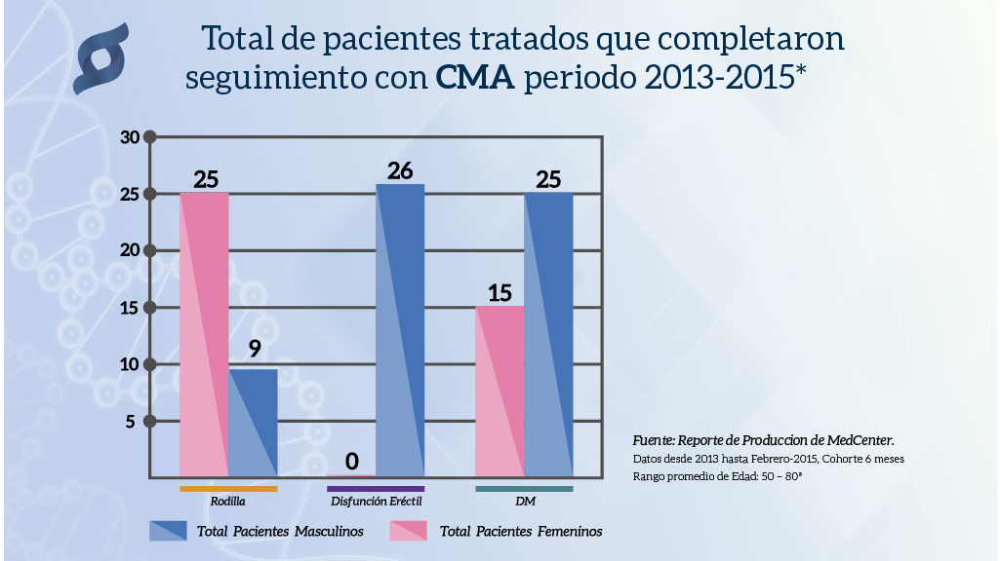 Total de pacientes tratados que completaron
seguimiento con CMA periodo 2013-2015*
30
25
20
15
10
5
25
9
0
26
15
25
Rodilla
Disfunción Eréctil
DM
Total Pacientes Masculinos
Total Pacientes Femeninos
Fuente: Reporte de Produccion de MedCenter.
Datos desde 2013 hasta Febrero-2015, Cohorte 6 meses
Rango promedio de Edad: 50 – 80ª